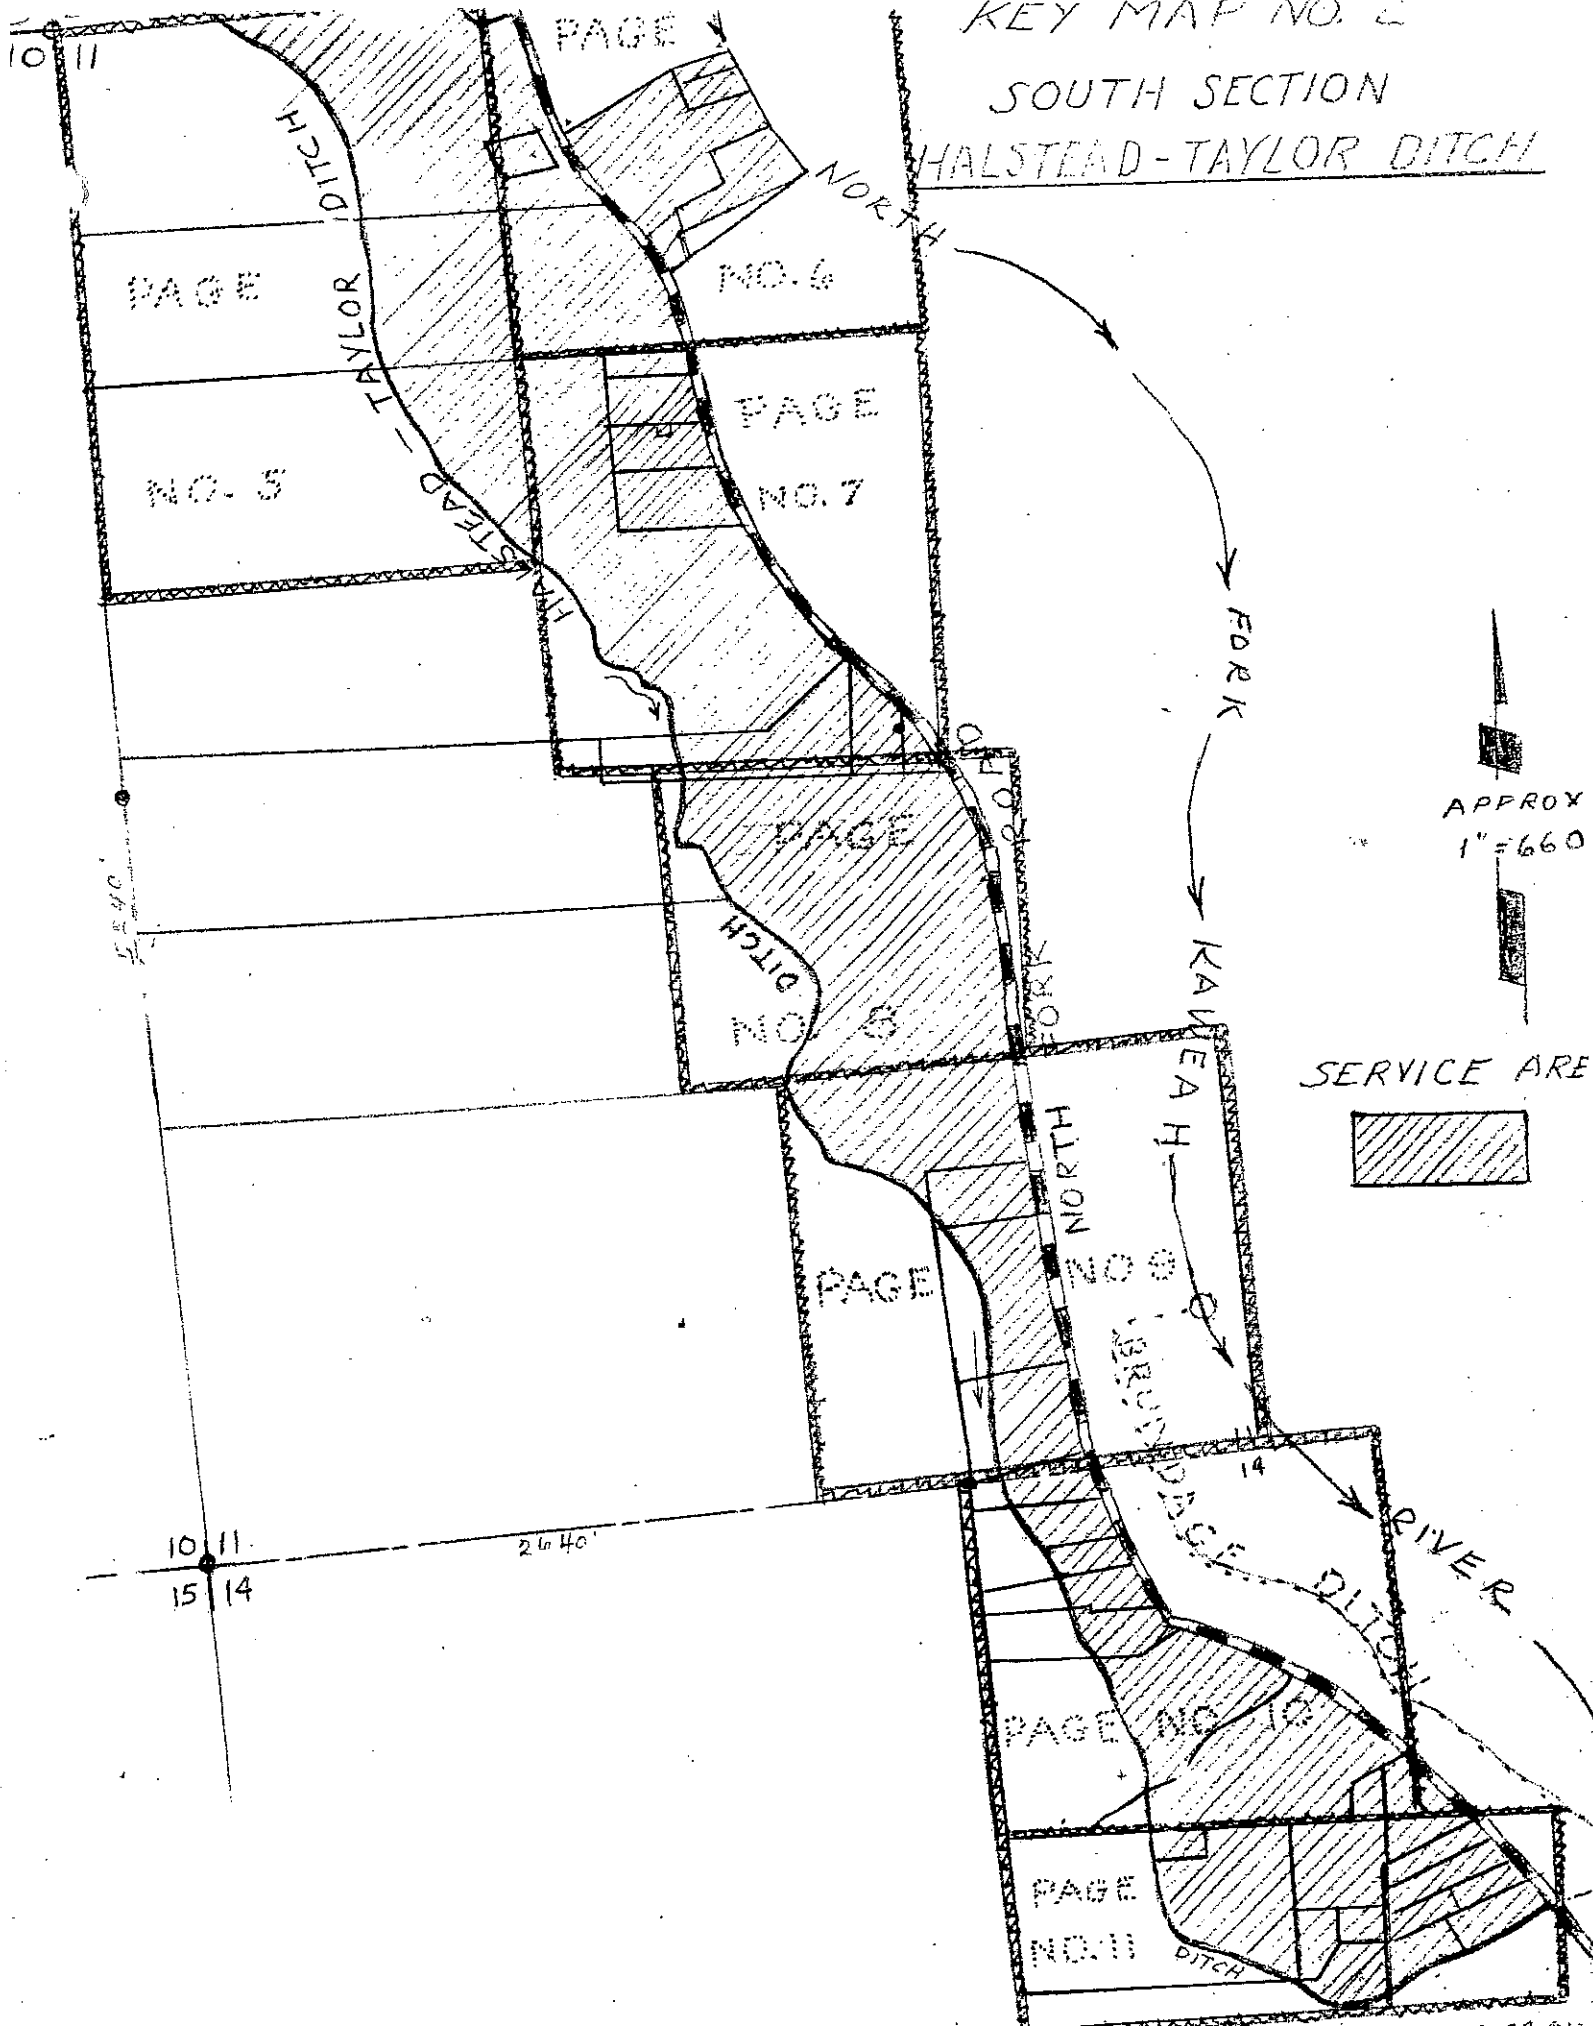 KEY MAP NO. 2
SOUTH SECTION
HALSTEAD-TAYLOR DITCH
10 11
PAGE
NO. 6
NORTH
FORK
KAWEAH
RIVER
PAGE
NO. 5
HALSTEAD - TAYLOR DITCH
PAGE
NO. 7
APPROX
1"=660
SERVICE ARE
PAGE
NO. 8
DITCH
NORTH
FORK
PAGE
NO 9
BRUNDAGE DITCH
14
10 11
15 14
2640'
PAGE NO 10
PAGE
NO. 11
DITCH